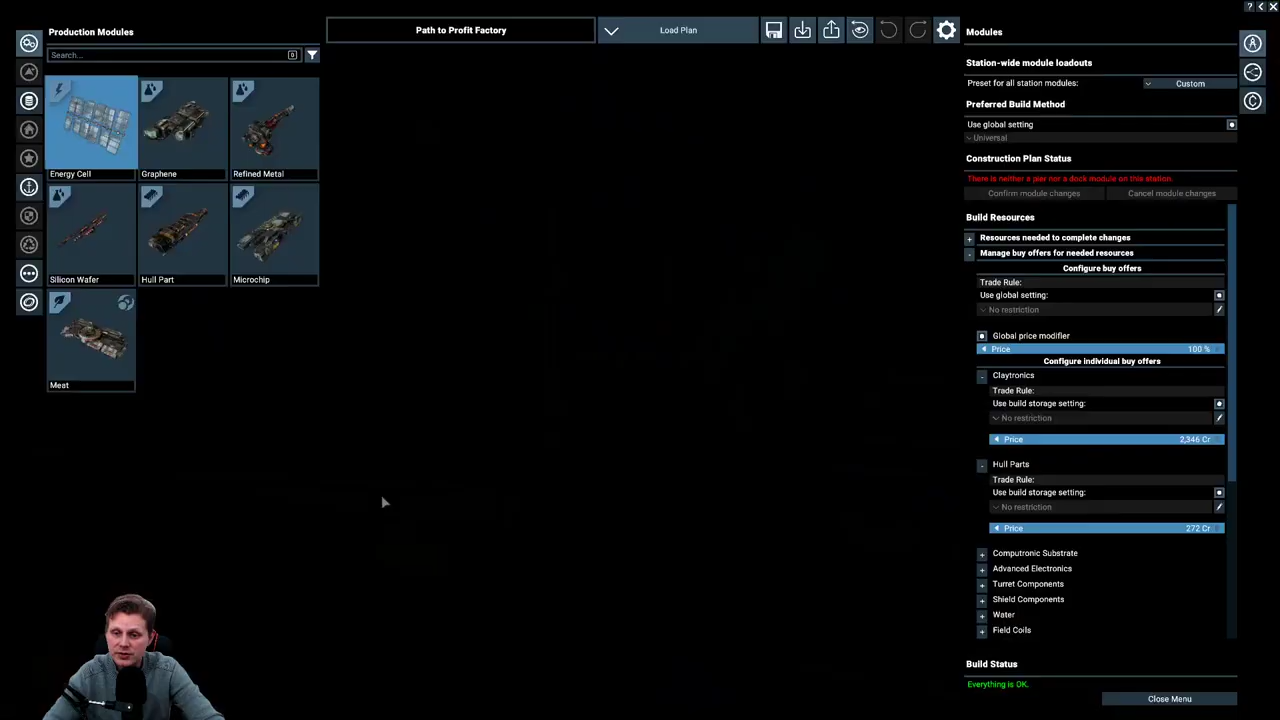 Production Modules
Search...
Energy Cell
Graphene
Refined Metal
Silicon Wafer
Hull Part
Microchip
Meat
Path to Profit Factory
Load Plan
Modules
Station-wide module loadouts
Preset for all station modules:
Custom
Preferred Build Method
Use global setting
Universal
Construction Plan Status
There is neither a pier nor a dock module on this station.
Confirm module changes
Cancel module changes
Build Resources
+ Resources needed to complete changes
- Manage buy offers for needed resources
Configure buy offers
Trade Rule:
Use global setting:
No restriction
Global price modifier
Price 100 %
Configure individual buy offers
- Claytronics
Trade Rule:
Use build storage setting:
No restriction
Price 2,346 Cr
- Hull Parts
Trade Rule:
Use build storage setting:
No restriction
Price 272 Cr
+ Computronic Substrate
+ Advanced Electronics
+ Turret Components
+ Shield Components
+ Water
+ Field Coils
Build Status
Everything is OK.
Close Menu